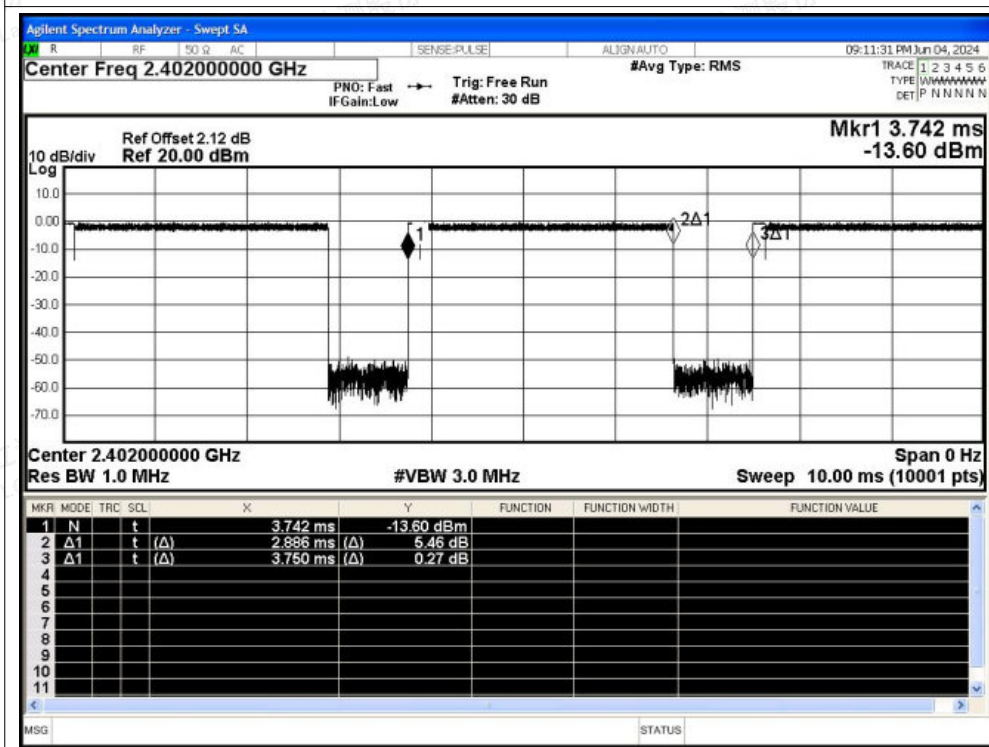 Agilent Spectrum Analyzer - Swept SA
LXI R RF 50 Ω AC SENSE:PULSE ALIGN AUTO 09:11:31 PM Jun 04, 2024
Center Freq 2.402000000 GHz #Avg Type: RMS TRACE 1 2 3 4 5 6
PNO: Fast Trig: Free Run TYPE WWWWWW
IFGain:Low #Atten: 30 dB DET P N N N N N
Mkr1 3.742 ms
Ref Offset 2.12 dB
10 dB/div Ref 20.00 dBm -13.60 dBm
Log
10.0
0.00
-10.0
-20.0
-30.0
-40.0
-50.0
-60.0
-70.0
1 2Δ1 3Δ1
Center 2.402000000 GHz Span 0 Hz
Res BW 1.0 MHz #VBW 3.0 MHz Sweep 10.00 ms (10001 pts)
MKR MODE TRC SCL X Y FUNCTION FUNCTION WIDTH FUNCTION VALUE
1 N t 3.742 ms -13.60 dBm
2 Δ1 t (Δ) 2.886 ms (Δ) 5.46 dB
3 Δ1 t (Δ) 3.750 ms (Δ) 0.27 dB
4
5
6
7
8
9
10
11
MSG STATUS